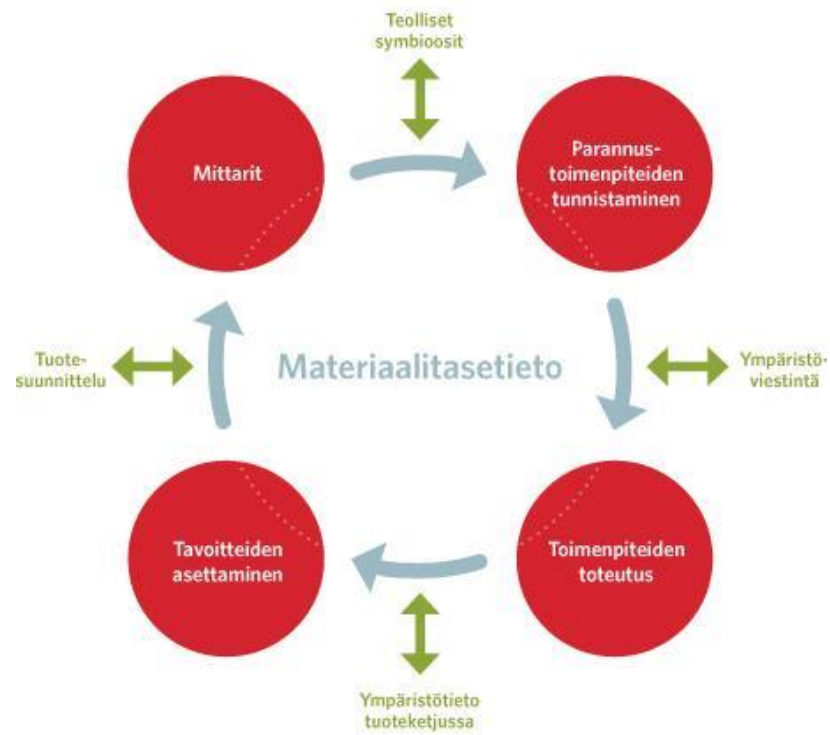 Teolliset
symbioosit
Mittarit
Parannus-
toimenpiteiden
tunnistaminen
Tuote-
suunnittelu
Materiaalitasetieto
Ympäristö-
viestintä
Tavoitteiden
asettaminen
Toimenpiteiden
toteutus
Ympäristötieto
tuoteketjussa